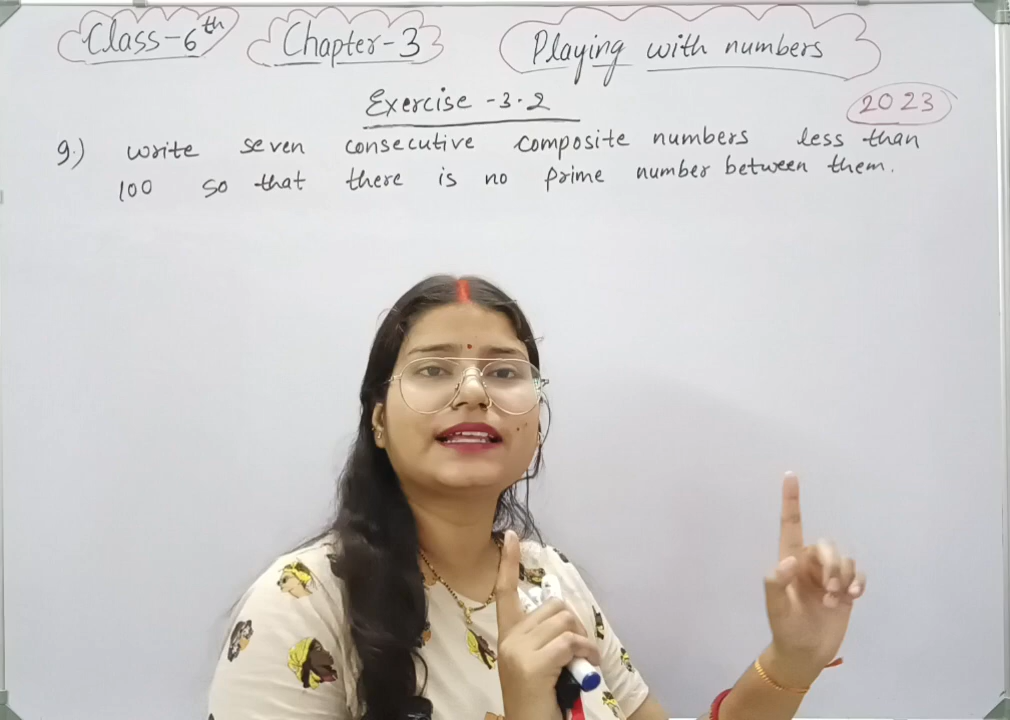 Class-6th Chapter-3 Playing with numbers
Exercise -3.2
2023
9.) write seven consecutive composite numbers less than
100 so that there is no prime number between them.